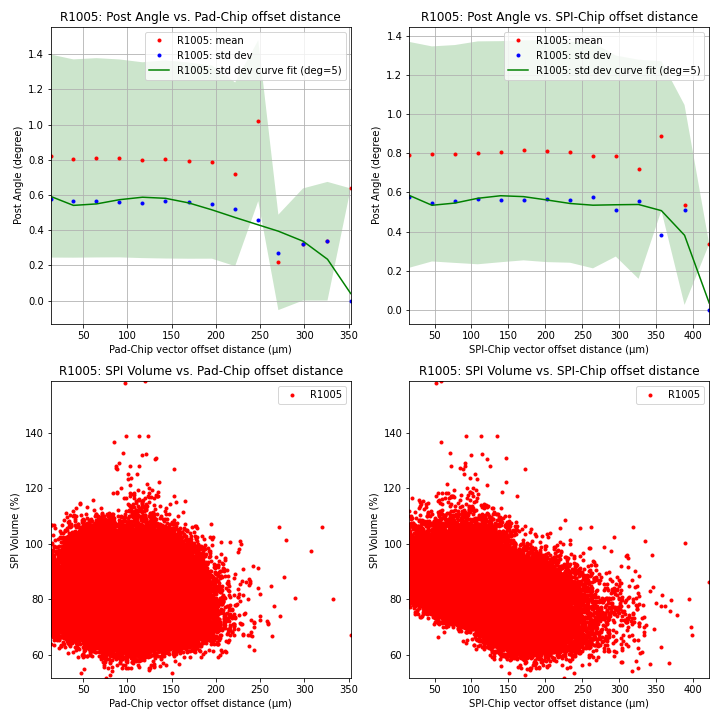 R1005: Post Angle vs. Pad-Chip offset distance
R1005: mean
R1005: std dev
R1005: std dev curve fit (deg=5)
Post Angle (degree)
1.4
1.2
1.0
0.8
0.6
0.4
0.2
0.0
50 100 150 200 250 300 350
Pad-Chip vector offset distance (μm)
R1005: Post Angle vs. SPI-Chip offset distance
R1005: mean
R1005: std dev
R1005: std dev curve fit (deg=5)
Post Angle (degree)
1.4
1.2
1.0
0.8
0.6
0.4
0.2
0.0
50 100 150 200 250 300 350 400
SPI-Chip vector offset distance (μm)
R1005: SPI Volume vs. Pad-Chip offset distance
R1005
SPI Volume (%)
140
120
100
80
60
50 100 150 200 250 300 350
Pad-Chip vector offset distance (μm)
R1005: SPI Volume vs. SPI-Chip offset distance
R1005
SPI Volume (%)
140
120
100
80
60
50 100 150 200 250 300 350 400
SPI-Chip vector offset distance (μm)